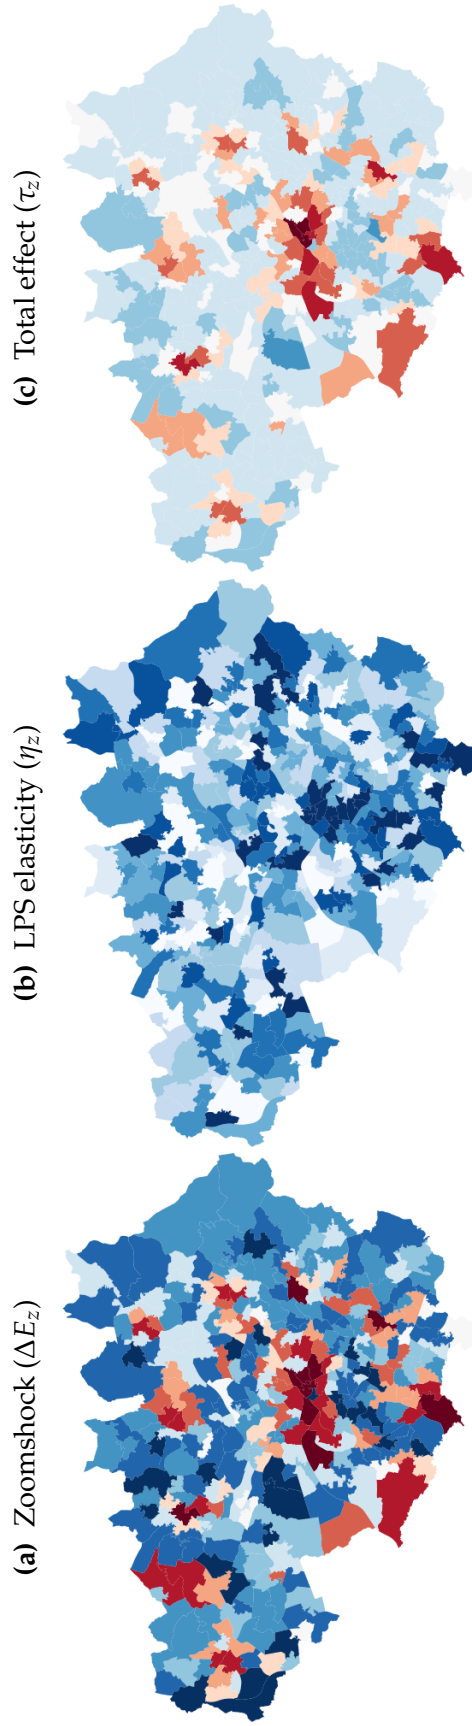 (a) Zoomshock (ΔE_z)
(b) LPS elasticity (η_z)
(c) Total effect (τ_z)